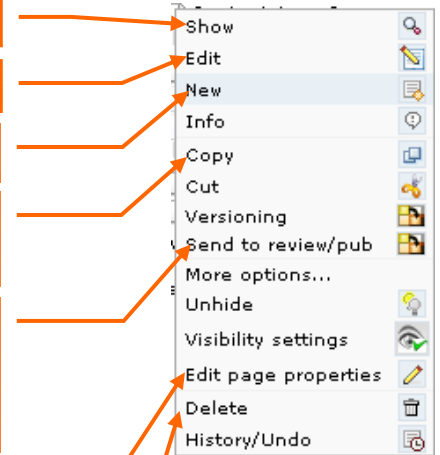 Show
Edit
New
Info
Copy
Cut
Versioning
Send to review/pub
More options...
Unhide
Visibility settings
Edit page properties
Delete
History/Undo